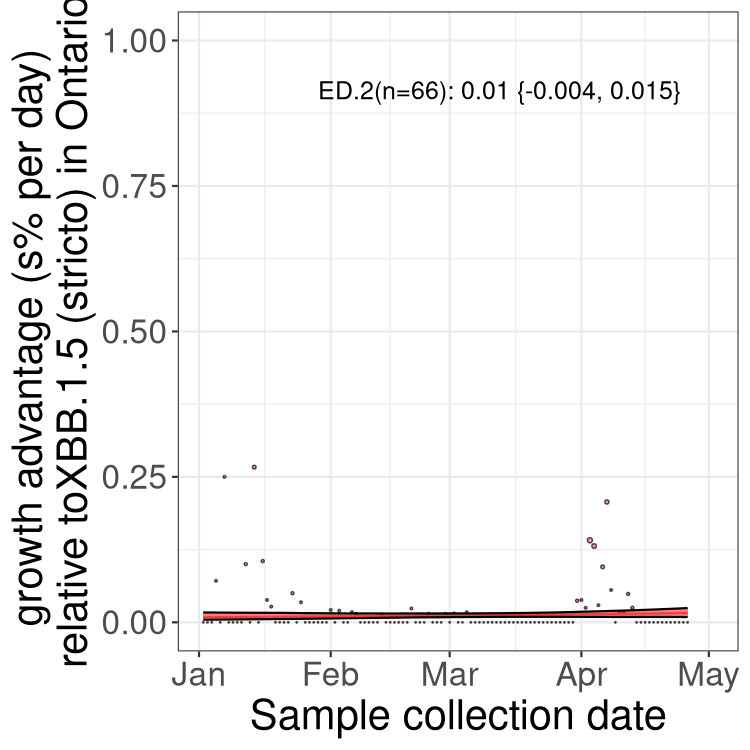 growth advantage (s% per day)
relative toXBB.1.5 (stricto) in Ontario
1.00
0.75
0.50
0.25
0.00
ED.2(n=66): 0.01 {-0.004, 0.015}
Jan Feb Mar Apr May
Sample collection date